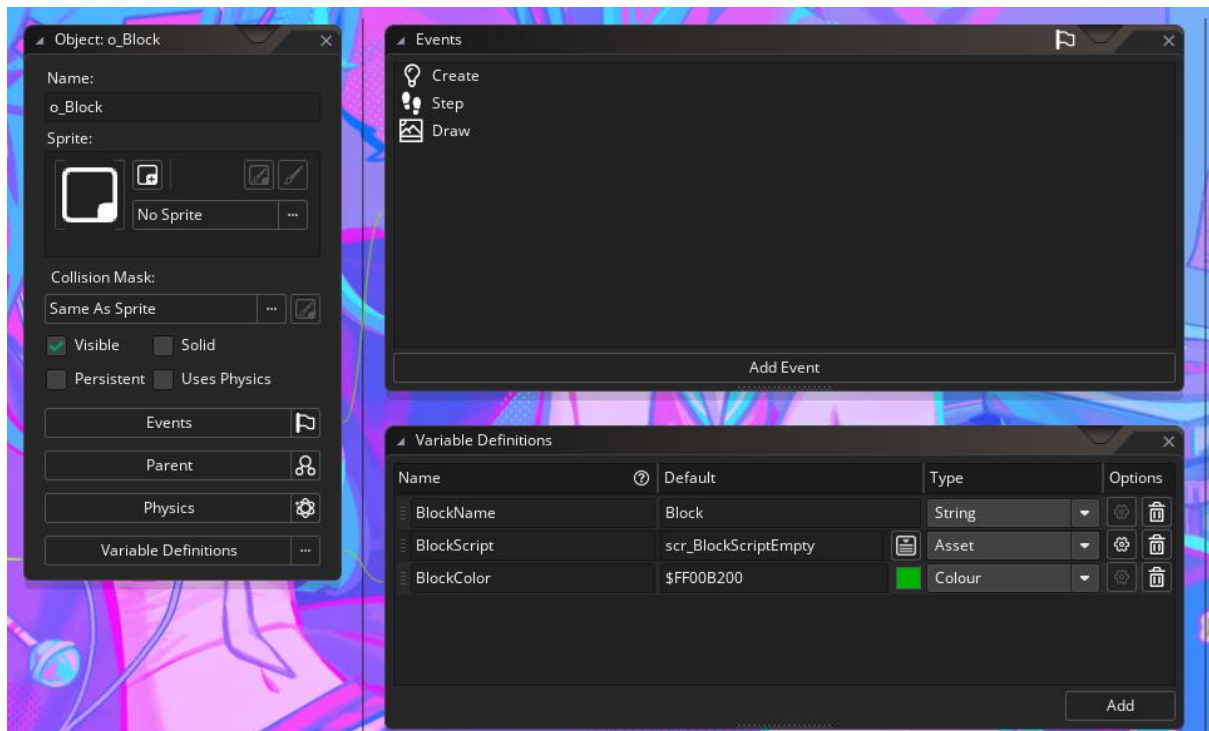 Object: o_Block
Name:
o_Block
Sprite:
No Sprite
Collision Mask:
Same As Sprite
Visible
Solid
Persistent
Uses Physics
Events
Parent
Physics
Variable Definitions
Events
Create
Step
Draw
Add Event
Variable Definitions
Name Default Type Options
BlockName Block String
BlockScript scr_BlockScriptEmpty Asset
BlockColor $FF00B200 Colour
Add